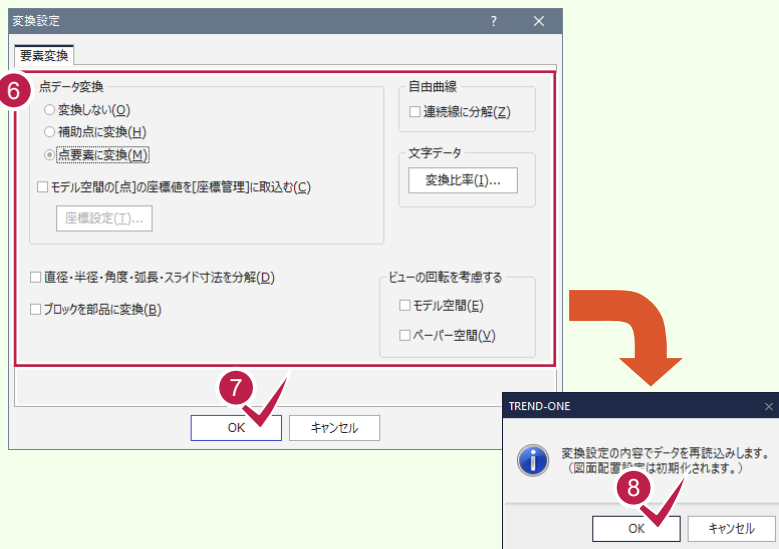 変換設定
?
×
要素変換
6
点データ変換
変換しない(O)
補助点に変換(H)
点要素に変換(M)
モデル空間の[点]の座標値を[座標管理]に取込む(C)
座標設定(T)...
自由曲線
連続線に分解(Z)
文字データ
変換比率(I)...
直径・半径・角度・弧長・スライド寸法を分解(D)
ブロックを部品に変換(B)
ビューの回転を考慮する
モデル空間(E)
ペーパー空間(V)
7
OK
キャンセル
TREND-ONE
×
変換設定の内容でデータを再読込みします。
(図面配置設定は初期化されます。)
8
OK
キャンセル